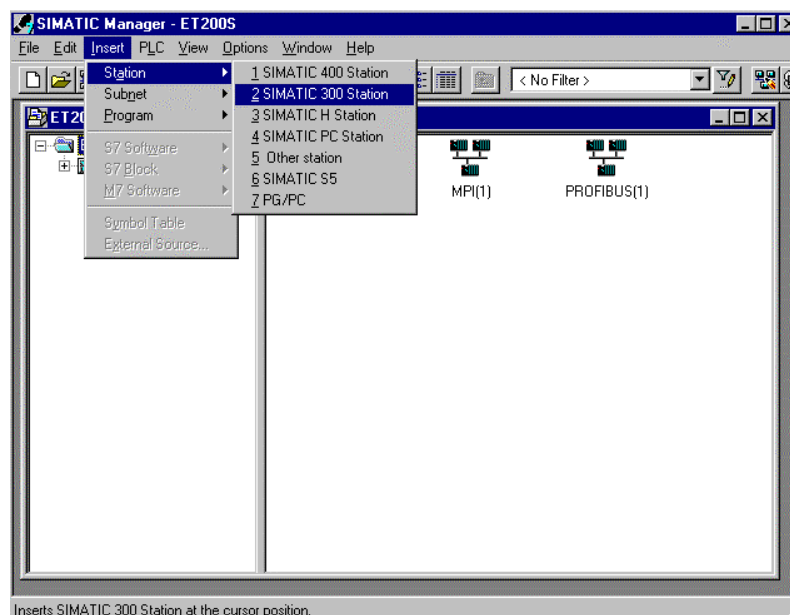 SIMATIC Manager - ET200S
File Edit Insert PLC View Options Window Help
< No Filter >
Station
Subnet
Program
S7 Software
S7 Block
M7 Software
Symbol Table
External Source...
1 SIMATIC 400 Station
2 SIMATIC 300 Station
3 SIMATIC H Station
4 SIMATIC PC Station
5 Other station
6 SIMATIC S5
7 PG/PC
MPI(1)
PROFIBUS(1)
Inserts SIMATIC 300 Station at the cursor position.